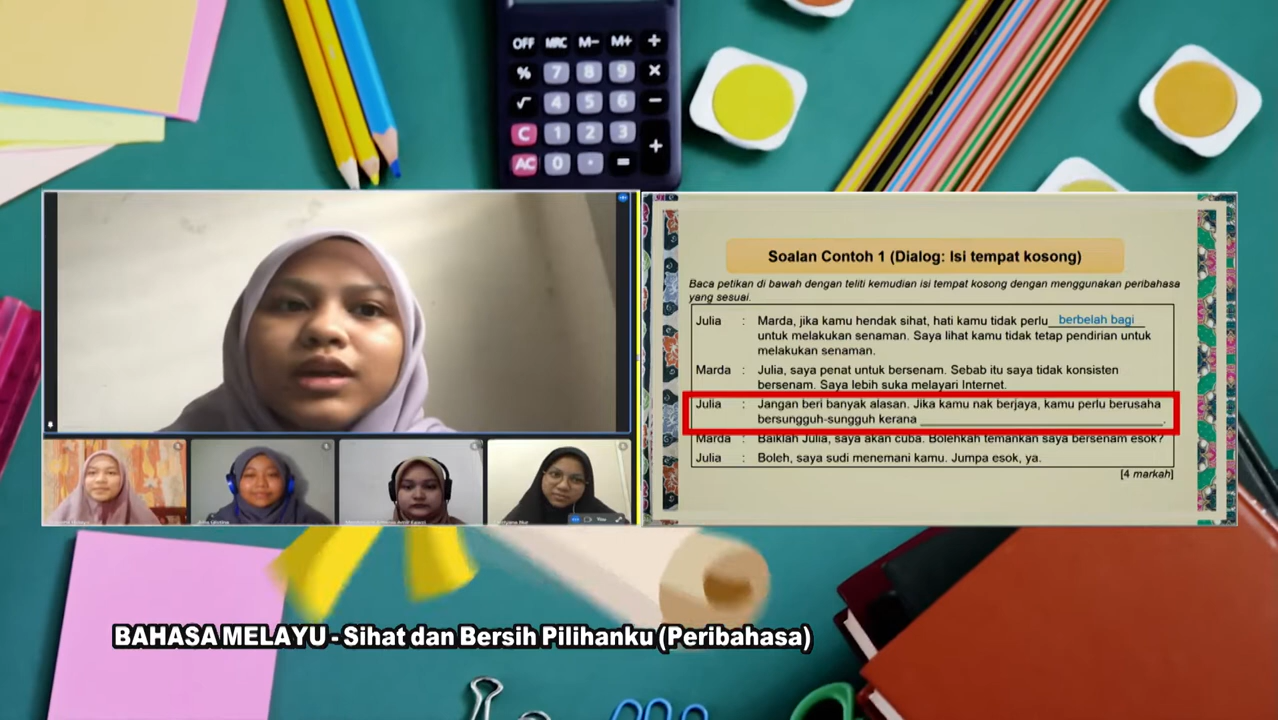 OFF MRC M− M+ +
% 7 8 9 ×
√ 4 5 6 −
C 1 2 3
AC 0 . = +
Soalan Contoh 1 (Dialog: Isi tempat kosong)
Baca petikan di bawah dengan teliti kemudian isi tempat kosong dengan menggunakan peribahasa
yang sesuai.
Julia : Marda, jika kamu hendak sihat, hati kamu tidak perlu berbelah bagi
untuk melakukan senaman. Saya lihat kamu tidak tetap pendirian untuk
melakukan senaman.
Marda : Julia, saya penat untuk bersenam. Sebab itu saya tidak konsisten
bersenam. Saya lebih suka melayari Internet.
Julia : Jangan beri banyak alasan. Jika kamu nak berjaya, kamu perlu berusaha
bersungguh-sungguh kerana ______________________.
Marda : Baiklah Julia, saya akan cuba. Bolehkah temankan saya bersenam esok?
Julia : Boleh, saya sudi menemani kamu. Jumpa esok, ya.
[4 markah]
BAHASA MELAYU - Sihat dan Bersih Pilihanku (Peribahasa)